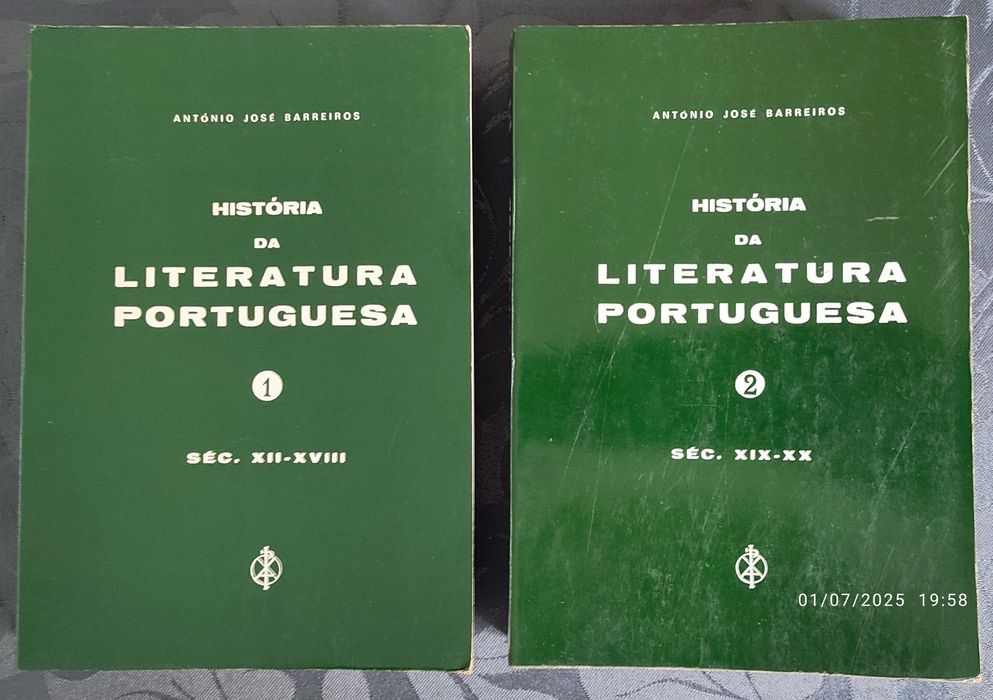 ANTÓNIO JOSÉ BARREIROS
HISTÓRIA
DA
LITERATURA
PORTUGUESA
1
SÉC. XII-XVIII
ANTÓNIO JOSÉ BARREIROS
HISTÓRIA
DA
LITERATURA
PORTUGUESA
2
SÉC. XIX-XX
01/07/2025 19:58